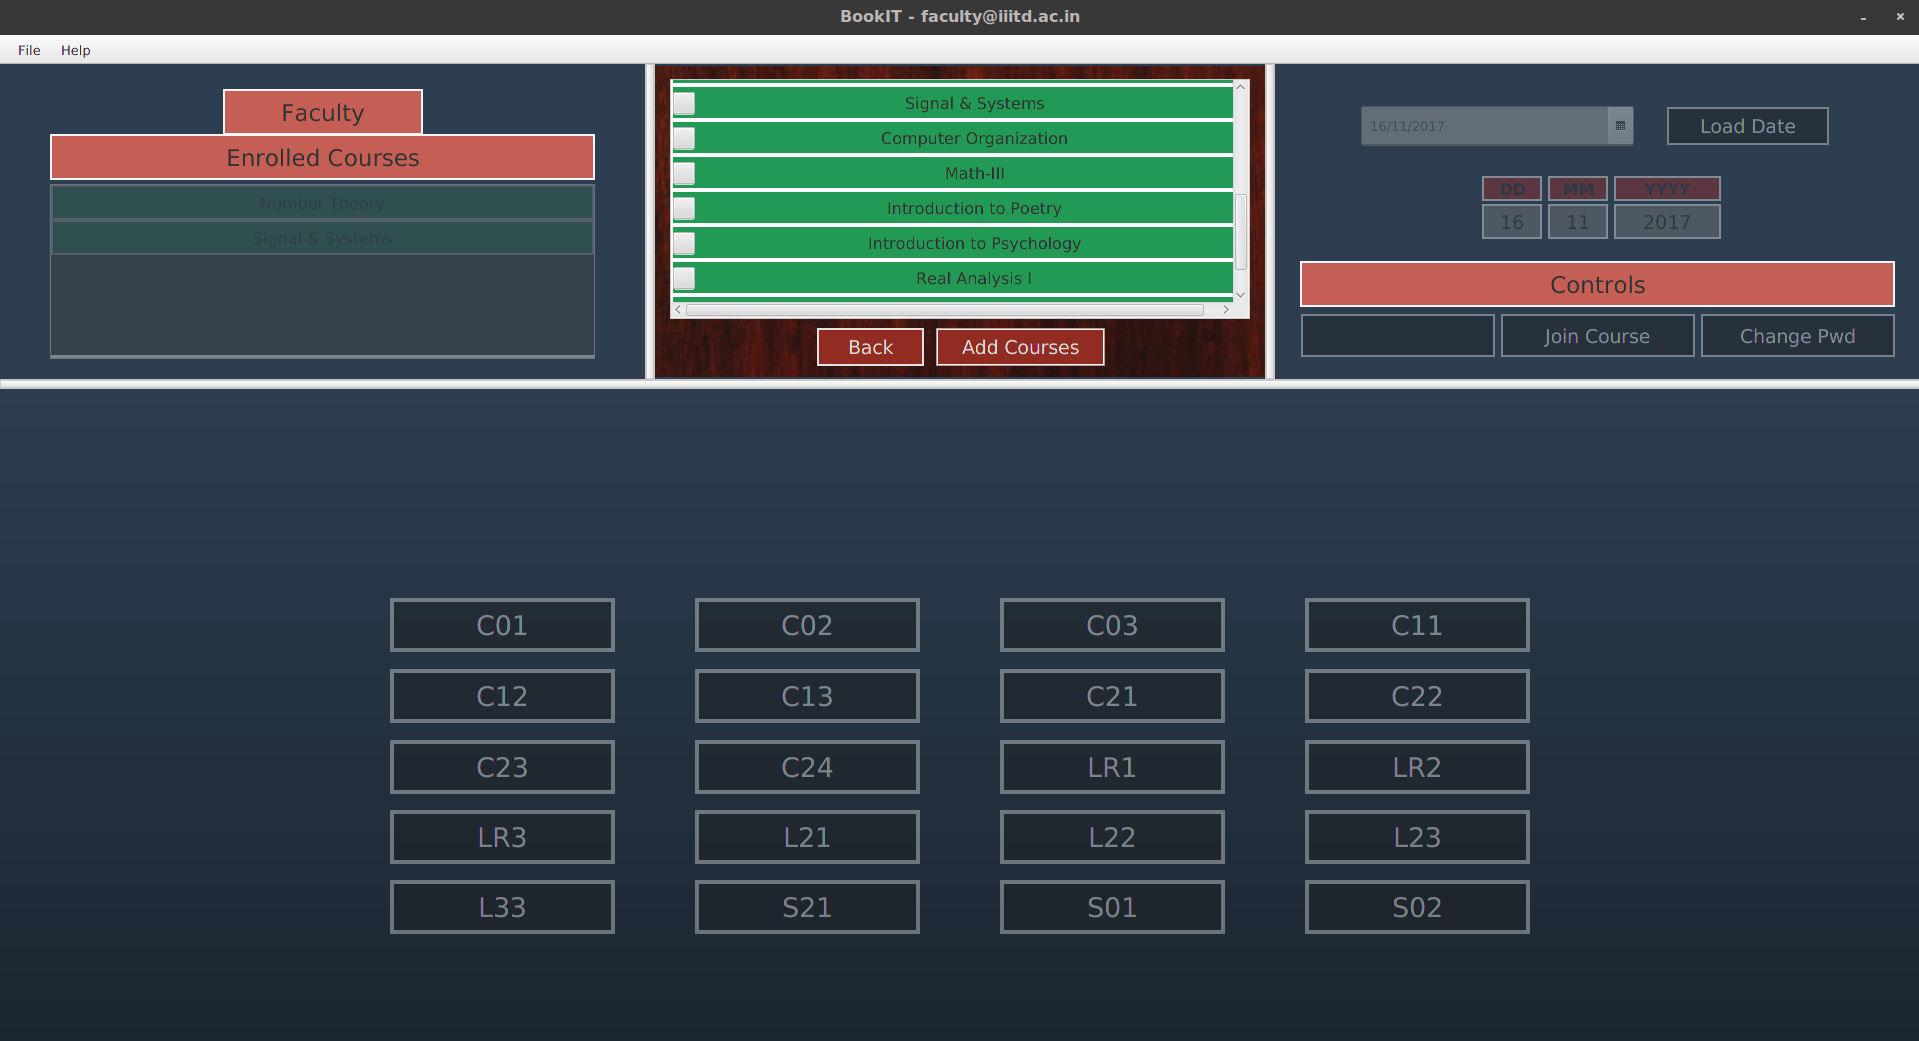 BookIT - faculty@iiitd.ac.in
File Help
Faculty
Enrolled Courses
Number Theory
Signal & Systems
Signal & Systems
Computer Organization
Math-III
Introduction to Poetry
Introduction to Psychology
Real Analysis I
Back Add Courses
16/11/2017 Load Date
DD MM YYYY
16 11 2017
Controls
Join Course Change Pwd
C01 C02 C03 C11
C12 C13 C21 C22
C23 C24 LR1 LR2
LR3 L21 L22 L23
L33 S21 S01 S02